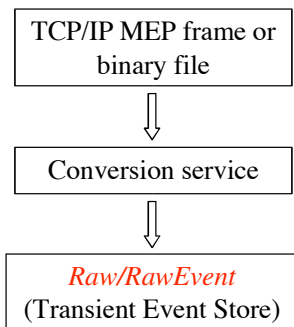 TCP/IP MEP frame or
binary file
Conversion service
Raw/RawEvent
(Transient Event Store)